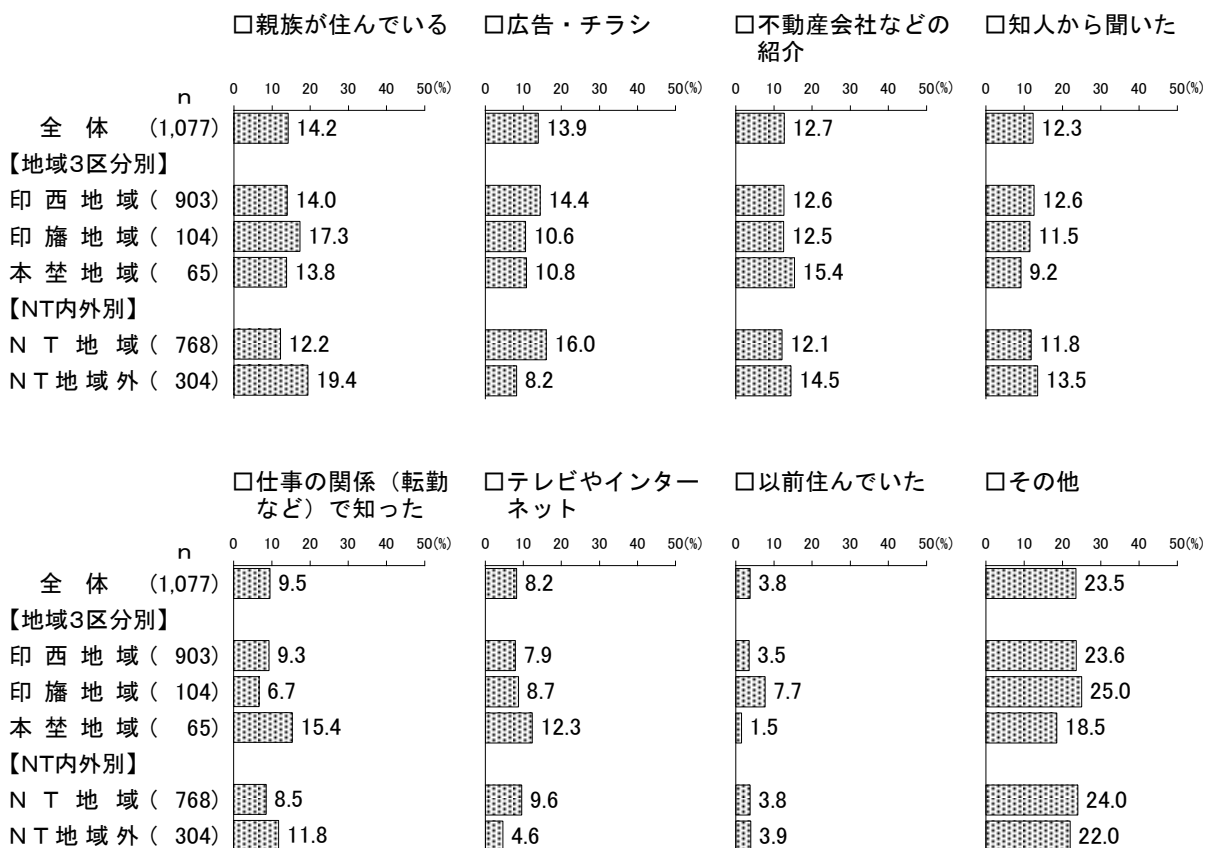 □親族が住んでいる □広告・チラシ □不動産会社などの紹介 □知人から聞いた
n 0 10 20 30 40 50(%) 0 10 20 30 40 50(%) 0 10 20 30 40 50(%) 0 10 20 30 40 50(%)
全体 (1,077) 14.2 13.9 12.7 12.3
【地域3区分別】
印西地域 ( 903) 14.0 14.4 12.6 12.6
印旛地域 ( 104) 17.3 10.6 12.5 11.5
本埜地域 ( 65) 13.8 10.8 15.4 9.2
【NT内外別】
ＮＴ地域 ( 768) 12.2 16.0 12.1 11.8
ＮＴ地域外 ( 304) 19.4 8.2 14.5 13.5
□仕事の関係（転勤など）で知った □テレビやインターネット □以前住んでいた □その他
n 0 10 20 30 40 50(%) 0 10 20 30 40 50(%) 0 10 20 30 40 50(%) 0 10 20 30 40 50(%)
全体 (1,077) 9.5 8.2 3.8 23.5
【地域3区分別】
印西地域 ( 903) 9.3 7.9 3.5 23.6
印旛地域 ( 104) 6.7 8.7 7.7 25.0
本埜地域 ( 65) 15.4 12.3 1.5 18.5
【NT内外別】
ＮＴ地域 ( 768) 8.5 9.6 3.8 24.0
ＮＴ地域外 ( 304) 11.8 4.6 3.9 22.0